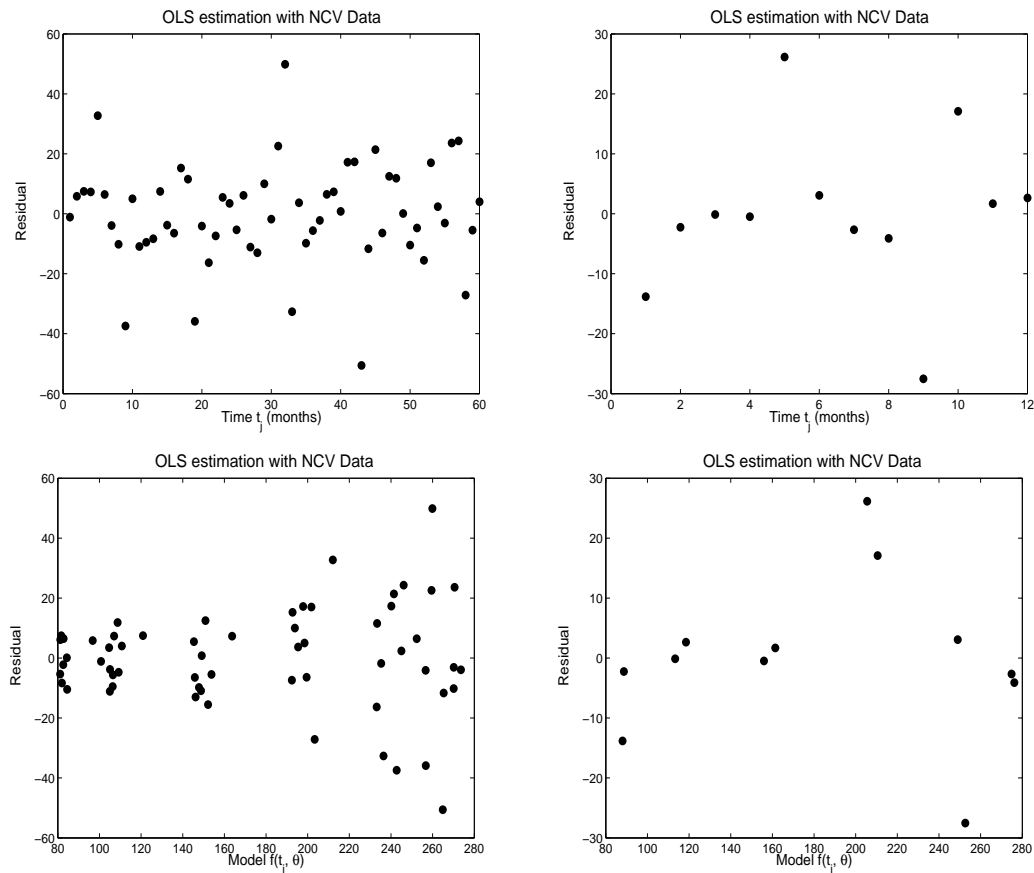 OLS estimation with NCV Data
60
40
20
0
−20
−40
−60
Residual
0 10 20 30 40 50 60
Time t_j (months)
OLS estimation with NCV Data
30
20
10
0
−10
−20
−30
Residual
0 2 4 6 8 10 12
Time t_j (months)
OLS estimation with NCV Data
60
40
20
0
−20
−40
−60
Residual
80 100 120 140 160 180 200 220 240 260 280
Model f(t_j, θ)
OLS estimation with NCV Data
30
20
10
0
−10
−20
−30
Residual
80 100 120 140 160 180 200 220 240 260 280
Model f(t_j, θ)